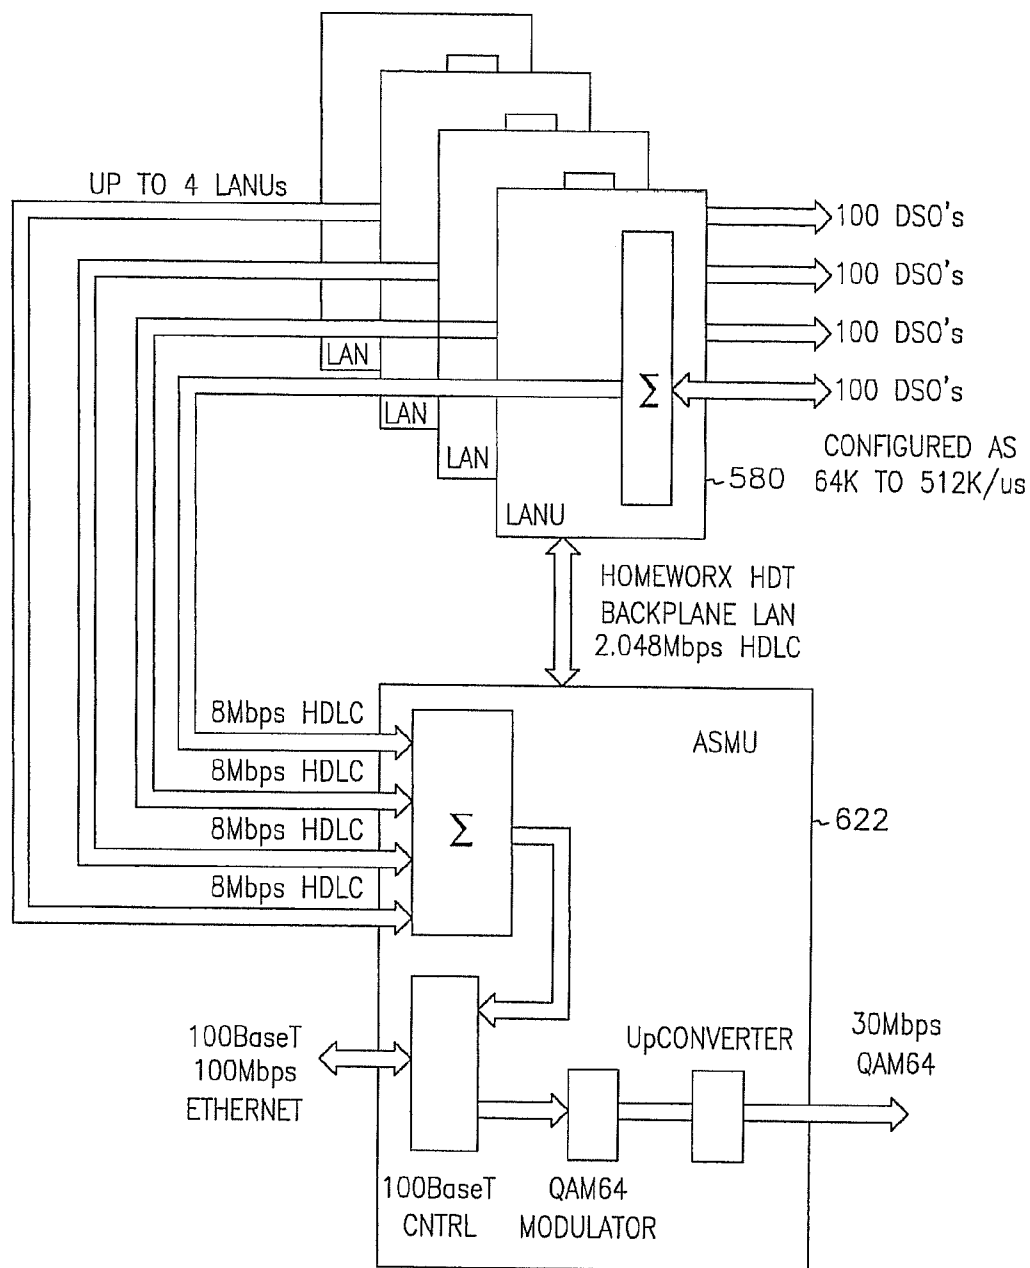 UP TO 4 LANUs
100 DSO's
100 DSO's
100 DSO's
100 DSO's
CONFIGURED AS
64K TO 512K/us
LAN
LAN
LAN
LANU
Σ
580
HOMEWORX HDT
BACKPLANE LAN
2.048Mbps HDLC
8Mbps HDLC
8Mbps HDLC
8Mbps HDLC
8Mbps HDLC
Σ
ASMU
622
100BaseT
100Mbps
ETHERNET
UpCONVERTER
30Mbps
QAM64
100BaseT
CNTRL
QAM64
MODULATOR